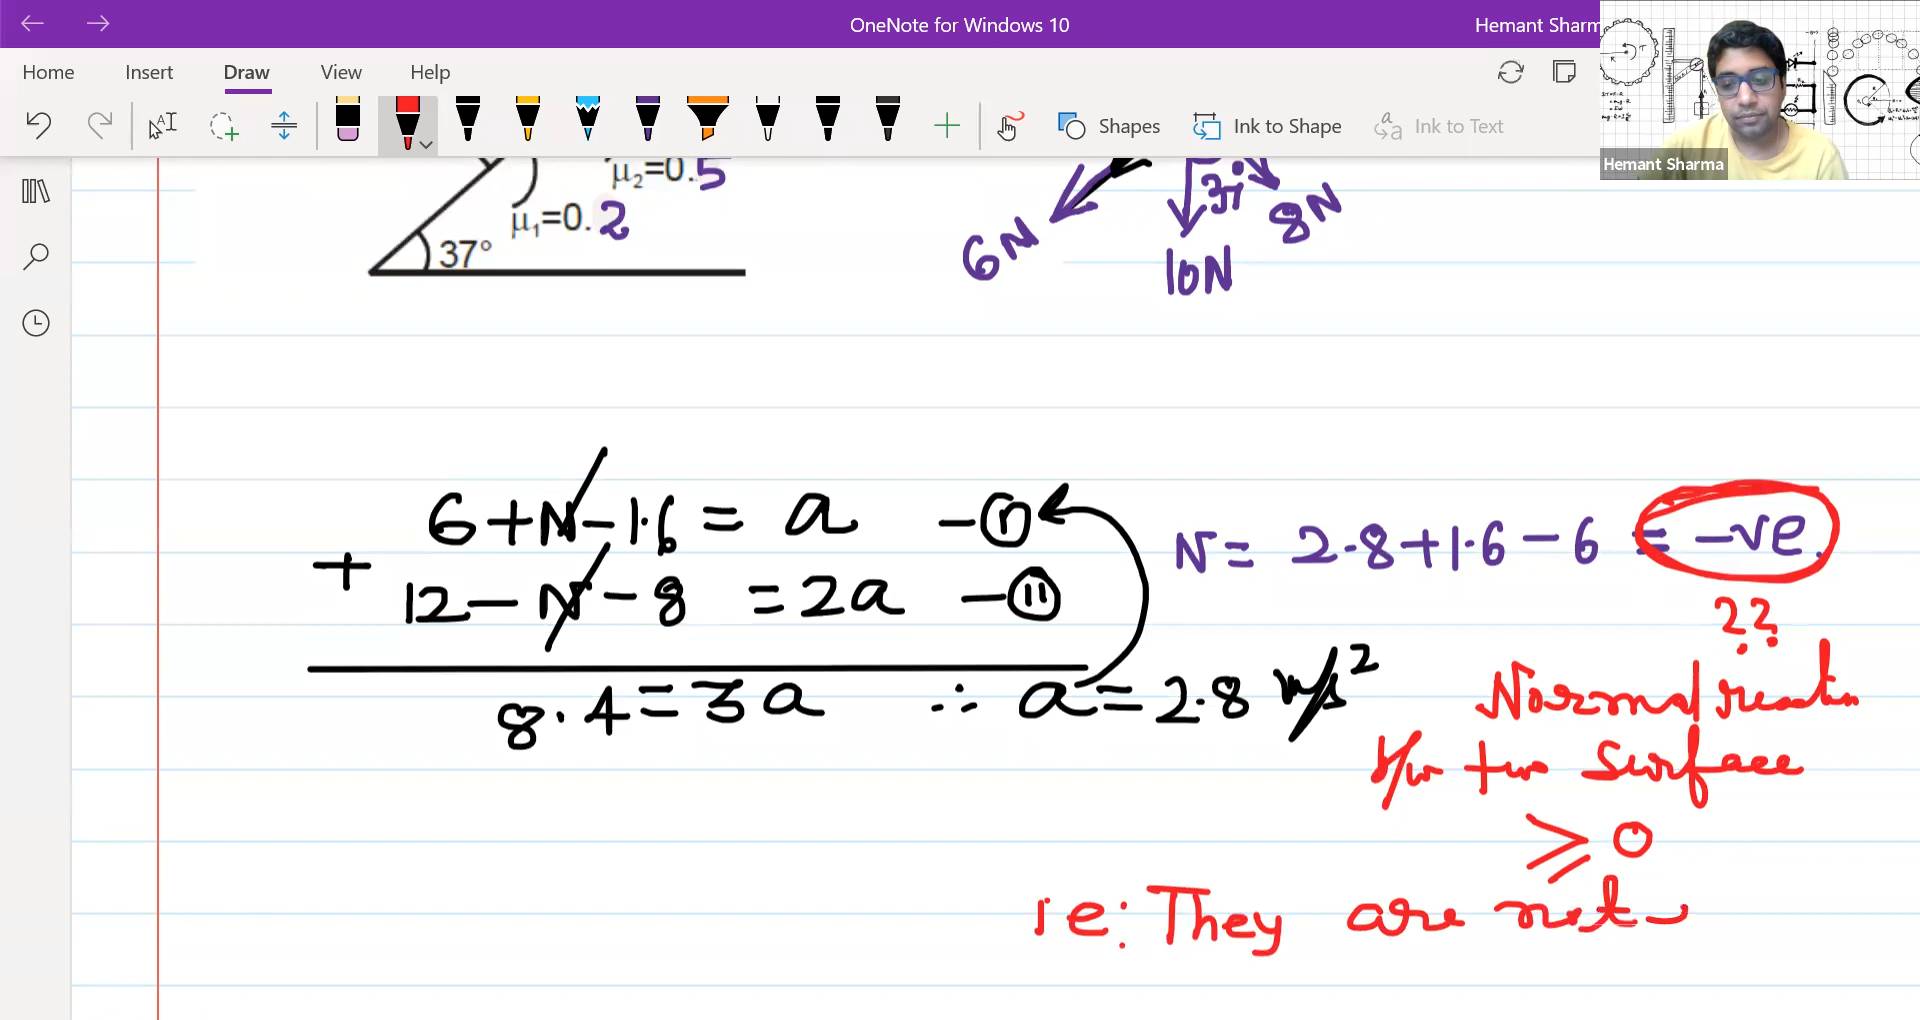 OneNote for Windows 10
Hemant Sharm
Home Insert Draw View Help
Shapes Ink to Shape Ink to Text
Hemant Sharma
μ₂=0.5
μ₁=0.2
37°
6N
10N
37°
8N
6+N-1.6 = a -(i)
+
12-N-8 = 2a -(ii)
8.4=3a ∴ a=2.8 m/s²
N= 2.8+1.6-6 = -ve.
??
Normal reaction
b/w two surface
≥ 0
ie: They are not